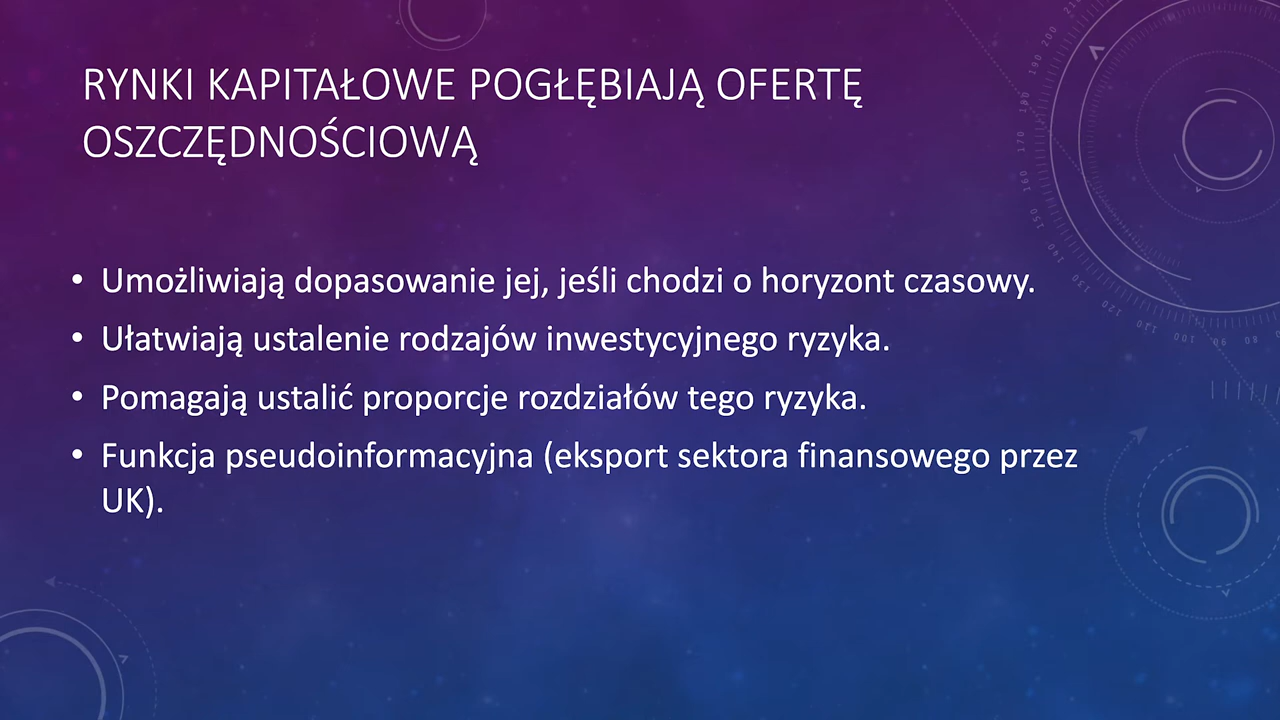 RYNKI KAPITAŁOWE POGŁĘBIAJĄ OFERTĘ
OSZCZĘDNOŚCIOWĄ
• Umożliwiają dopasowanie jej, jeśli chodzi o horyzont czasowy.
• Ułatwiają ustalenie rodzajów inwestycyjnego ryzyka.
• Pomagają ustalić proporcje rozdziałów tego ryzyka.
• Funkcja pseudoinformacyjna (eksport sektora finansowego przez
UK).